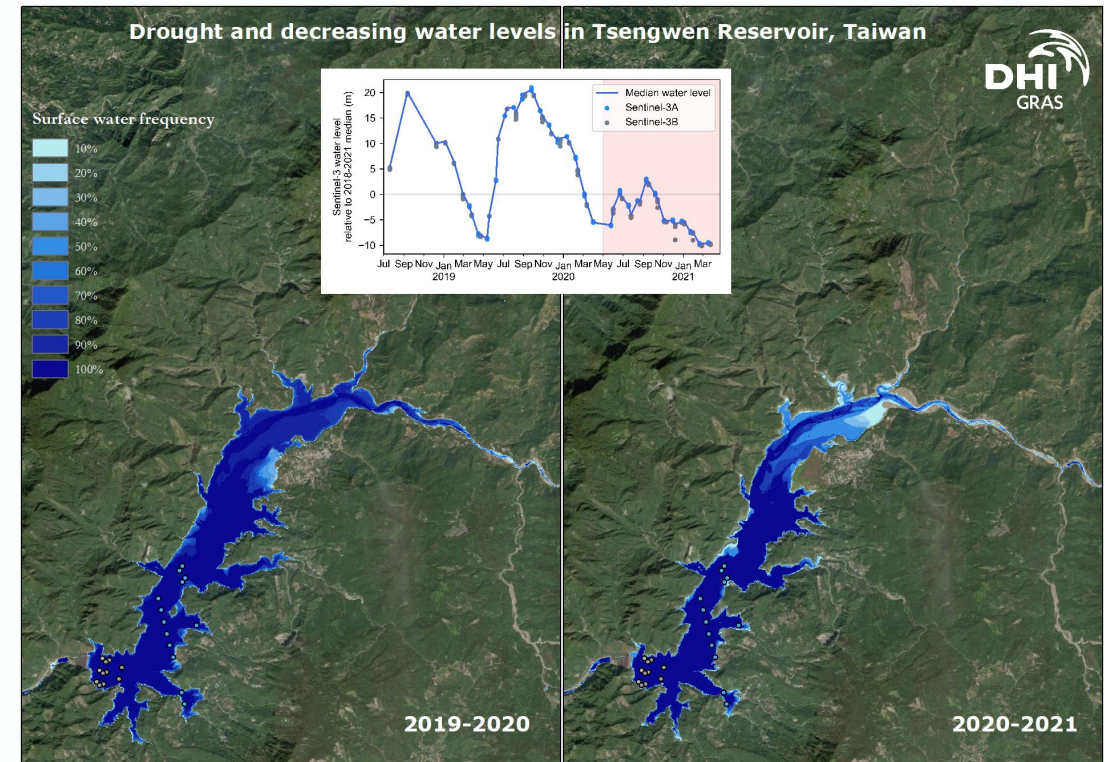 Drought and decreasing water levels in Tsengwen Reservoir, Taiwan
DHI
GRAS
Surface water frequency
10%
20%
30%
40%
50%
60%
70%
80%
90%
100%
Sentinel-3 water level
relative to 2018-2021 median (m)
20
15
10
5
0
−5
−10
Median water level
Sentinel-3A
Sentinel-3B
Jul Sep Nov Jan Mar May Jul Sep Nov Jan Mar May Jul Sep Nov Jan Mar
2019 2020 2021
2019-2020
2020-2021